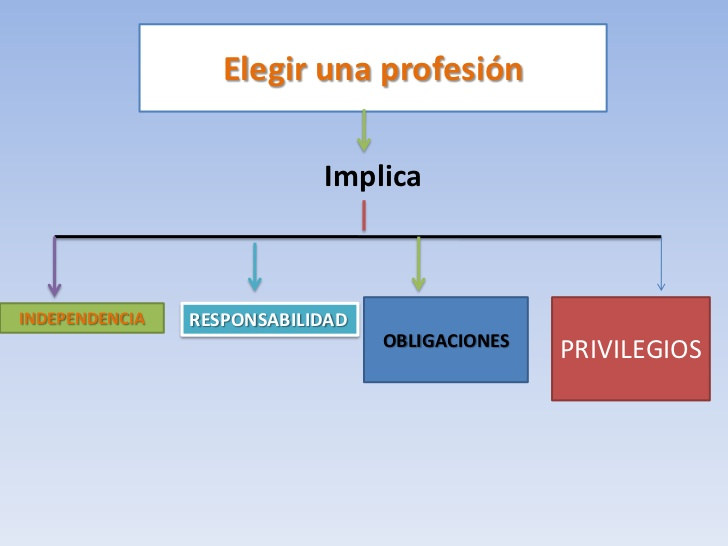 Elegir una profesión
Implica
INDEPENDENCIA
RESPONSABILIDAD
OBLIGACIONES
PRIVILEGIOS